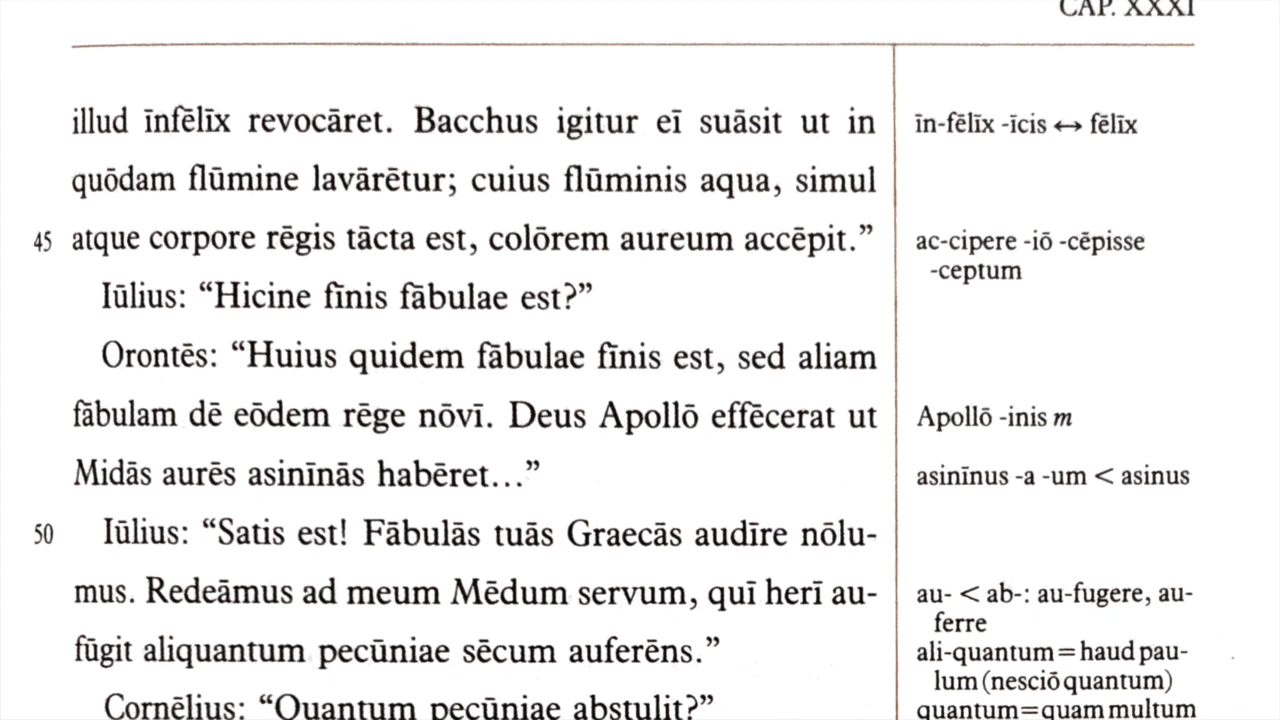 CAP. XXXI
illud īnfēlīx revocāret. Bacchus igitur eī suāsit ut in
quōdam flūmine lavārētur; cuius flūminis aqua, simul
45 atque corpore rēgis tācta est, colōrem aureum accēpit.”
Iūlius: “Hicine fīnis fābulae est?”
Orontēs: “Huius quidem fābulae fīnis est, sed aliam
fābulam dē eōdem rēge nōvī. Deus Apollō effēcerat ut
Midās aurēs asinīnās habēret...”
50 Iūlius: “Satis est! Fābulās tuās Graecās audīre nōlu-
mus. Redeāmus ad meum Mēdum servum, quī herī au-
fūgit aliquantum pecūniae sēcum auferēns.”
Cornēlius: “Quantum pecūniae abstulit?”
īn-fēlīx -īcis ↔ fēlīx
ac-cipere -iō -cēpisse
-ceptum
Apollō -inis m
asinīnus -a -um < asinus
au- < ab-: au-fugere, au-
ferre
ali-quantum = haud pau-
lum (nesciō quantum)
quantum = quam multum